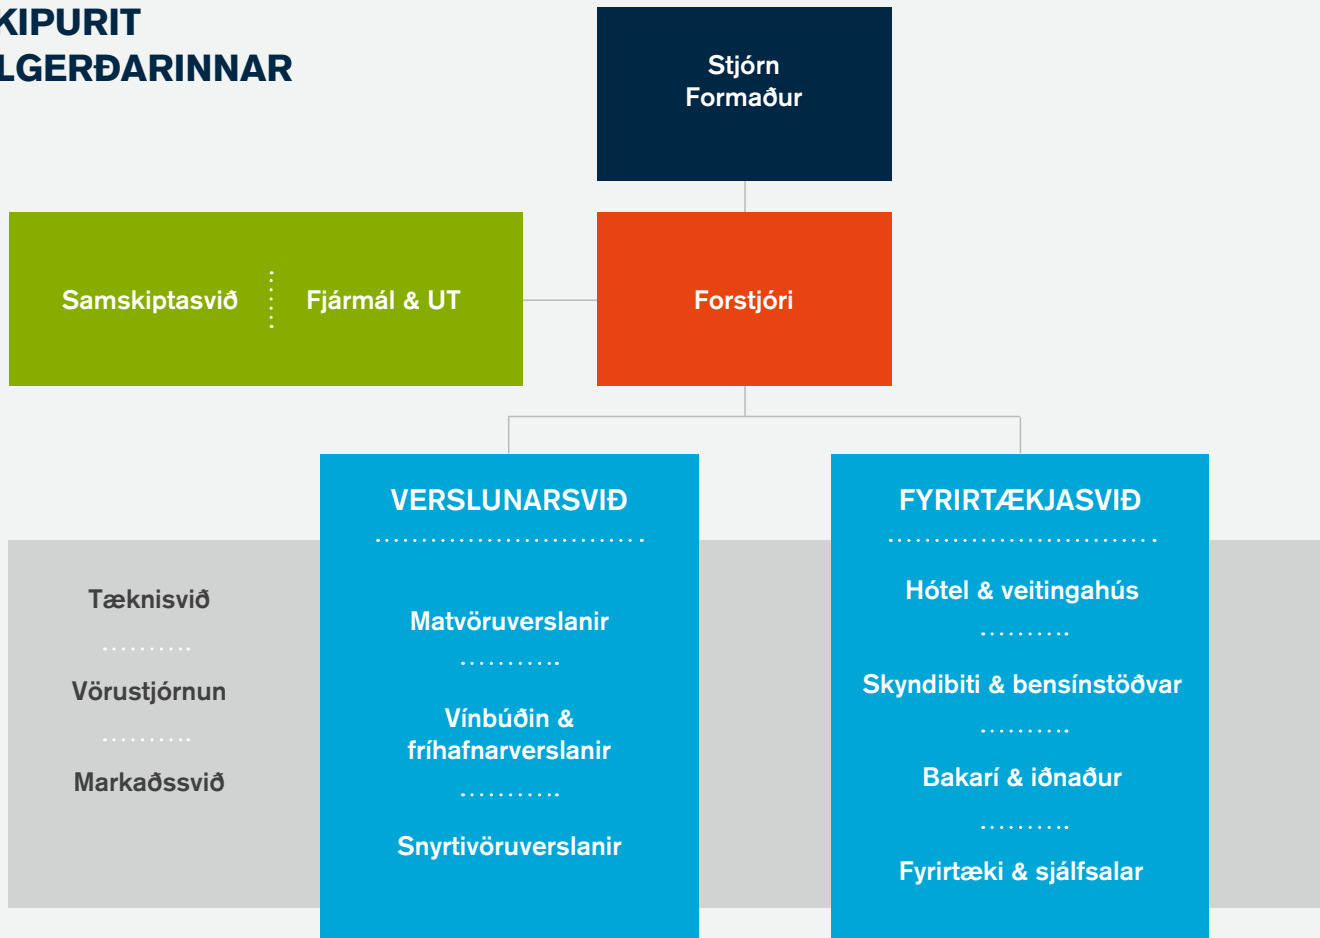 KIPURIT
LGERÐARINNAR
Stjórn
Formaður
Samskiptasvið
Fjármál & UT
Forstjóri
VERSLUNARSVIÐ
FYRIRTÆKJASVIÐ
Tæknisvið
Vörustjórnun
Markaðssvið
Matvöruverslanir
Vínbúðin &
fríhafnarverslanir
Snyrtivöruverslanir
Hótel & veitingahús
Skyndibiti & bensínstöðvar
Bakarí & iðnaður
Fyrirtæki & sjálfsalar